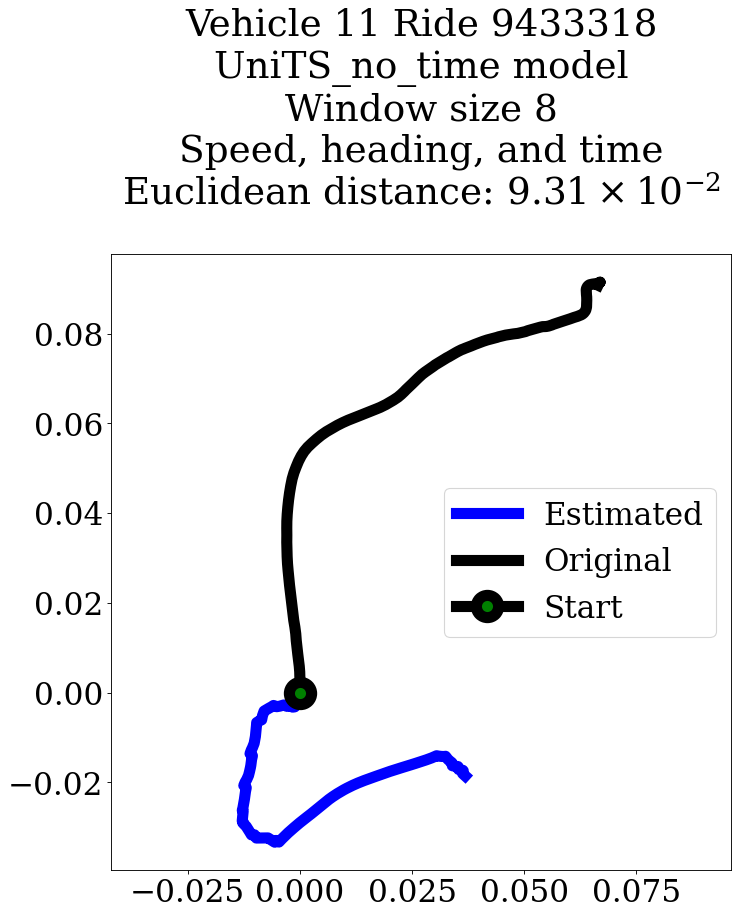 Vehicle 11 Ride 9433318
UniTS_no_time model
Window size 8
Speed, heading, and time
Euclidean distance: 9.31 × 10⁻²
0.08
0.06
0.04
0.02
0.00
−0.02
Estimated
Original
Start
−0.025 0.000 0.025 0.050 0.075